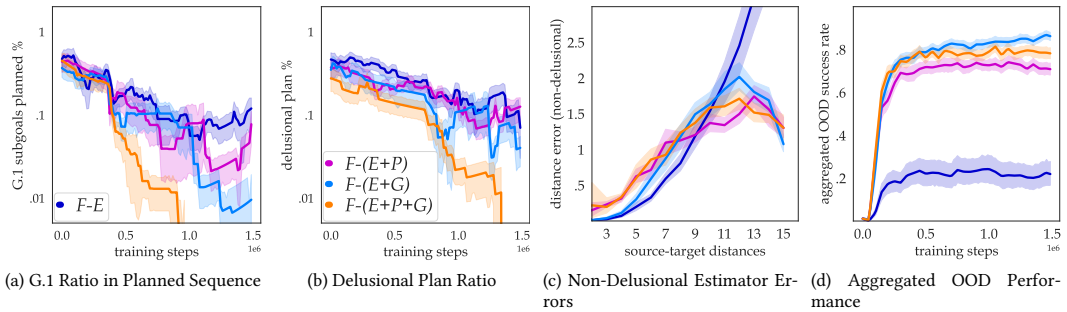 G.1 subgoals planned %
1
.1
.01
F-E
0.0 0.5 1.0 1.5
training steps
1e6
(a) G.1 Ratio in Planned Sequence
delusional plan %
1
.1
.01
F-(E+P)
F-(E+G)
F-(E+P+G)
0.0 0.5 1.0 1.5
training steps
1e6
(b) Delusional Plan Ratio
distance error (non-delusional)
2.5
2
1.5
1
.5
3 5 7 9 11 13 15
source-target distances
(c) Non-Delusional Estimator Er-
rors
aggregated OOD success rate
.8
.6
.4
.2
0.0 0.5 1.0 1.5
training steps
1e6
(d) Aggregated OOD Perfor-
mance